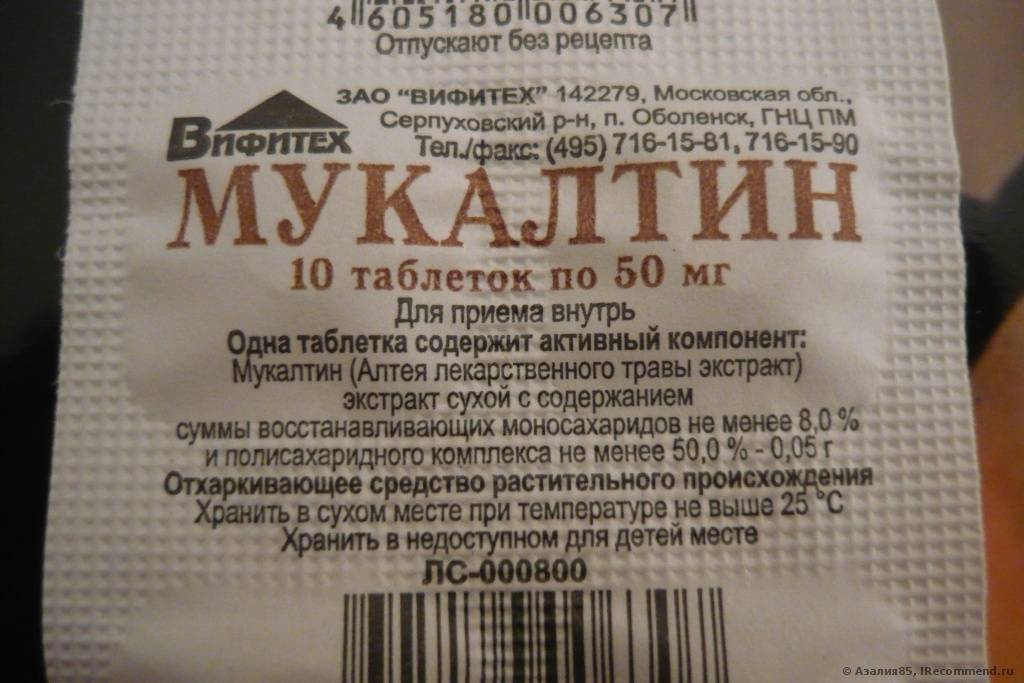 4 605180 006307
Отпускают без рецепта
ВИФИТЕХ
ЗАО "ВИФИТЕХ" 142279, Московская обл.,
Серпуховский р-н, п. Оболенск, ГНЦ ПМ
Тел./факс: (495) 716-15-81, 716-15-90
МУКАЛТИН
10 таблеток по 50 мг
Для приема внутрь
Одна таблетка содержит активный компонент:
Мукалтин (Алтея лекарственного травы экстракт)
экстракт сухой с содержанием
суммы восстанавливающих моносахаридов не менее 8,0 %
и полисахаридного комплекса не менее 50,0 % - 0,05 г
Отхаркивающее средство растительного происхождения
Хранить в сухом месте при температуре не выше 25 °С
Хранить в недоступном для детей месте
ЛС-000800
© Азалия85, IRecommend.ru